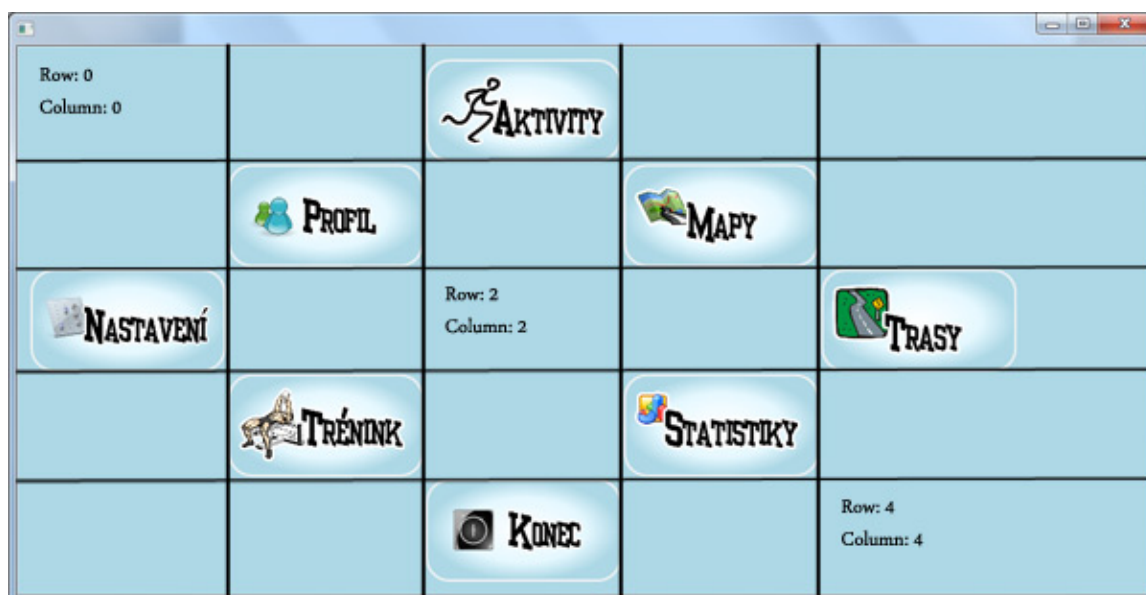 Row: 0
Column: 0
AKTIVITY
PROFIL
MAPY
NASTAVENÍ
Row: 2
Column: 2
TRASY
TRÉNINK
STATISTIKY
KONEC
Row: 4
Column: 4